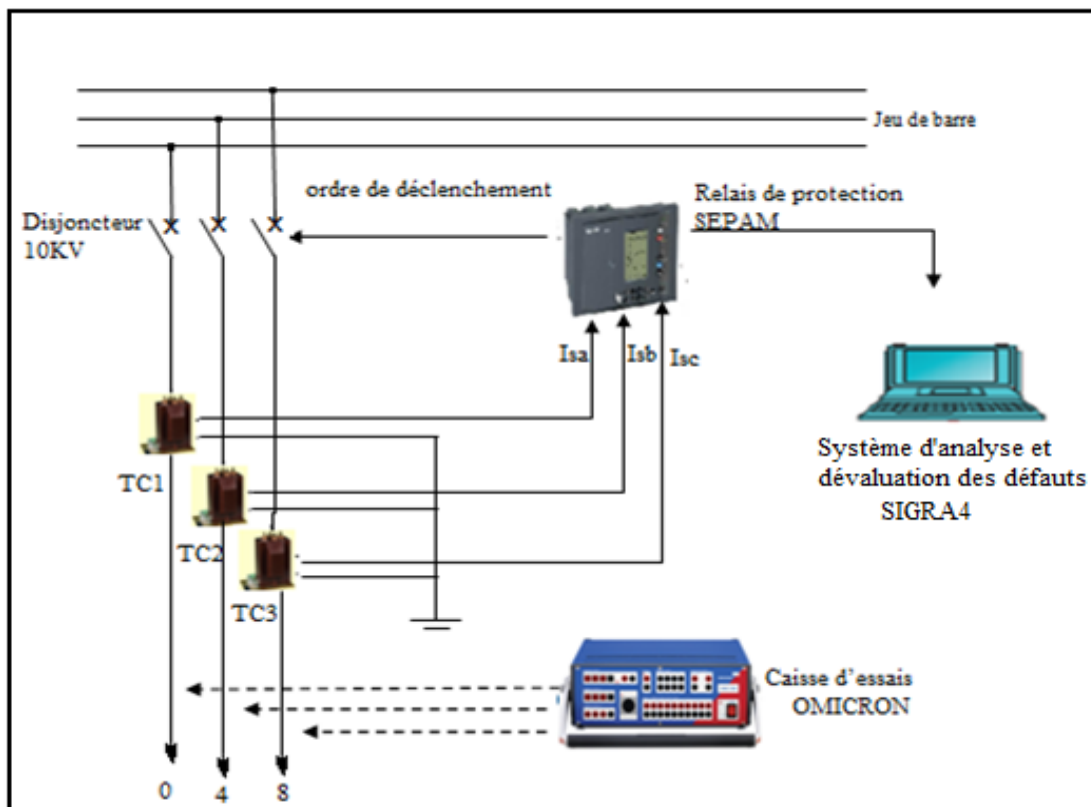 Jeu de barre
ordre de déclenchement
Relais de protection
SEPAM
Disjoncteur
10KV
Isa
Isb
Isc
TC1
Système d'analyse et
dévaluation des défauts
SIGRA4
TC2
TC3
Caisse d'essais
OMICRON
0
4
8